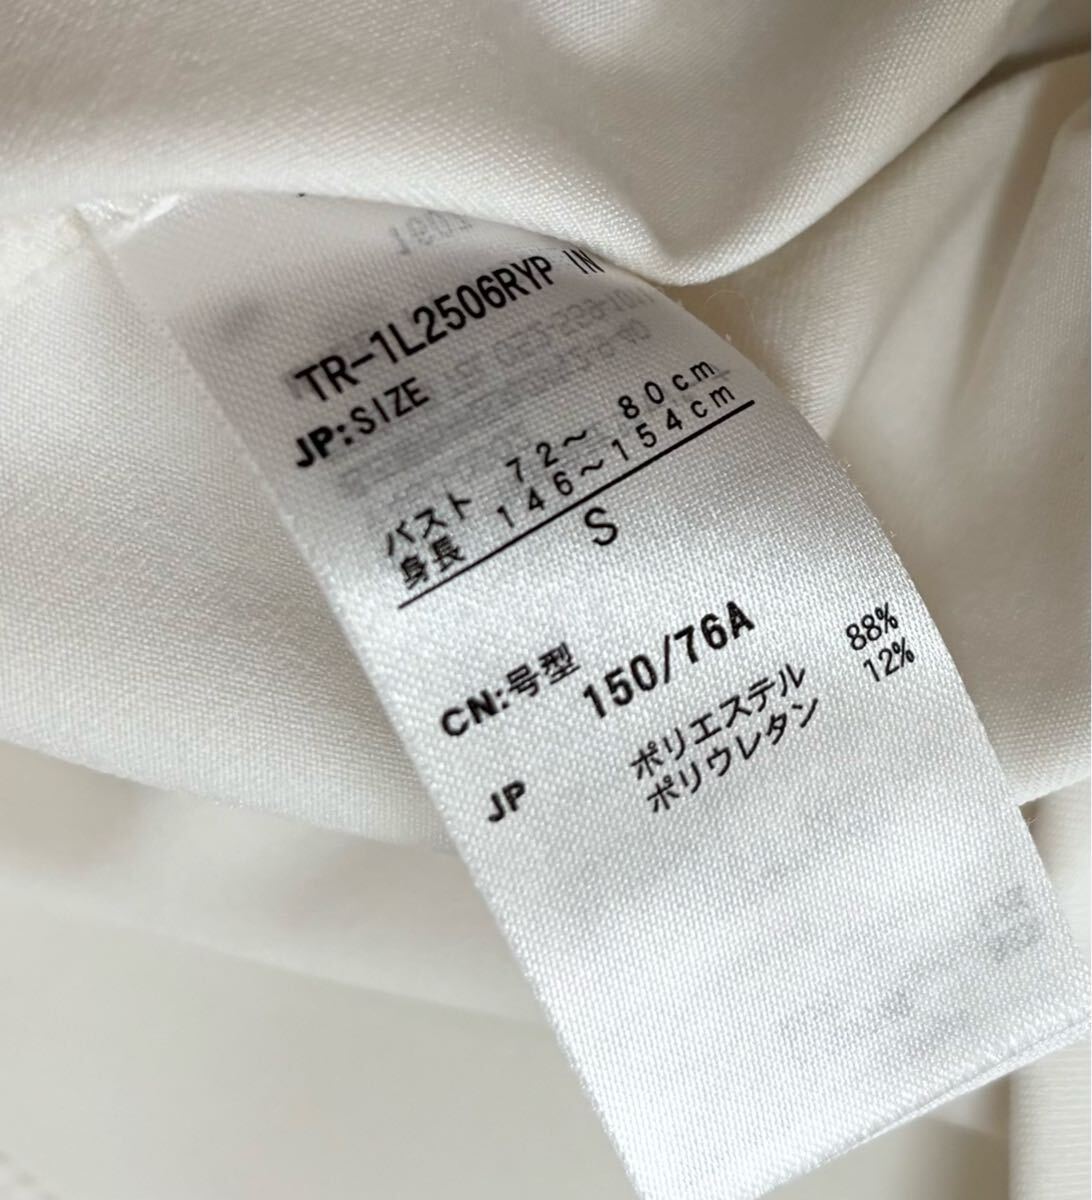 TR-1L2506RYP IN
JP:SIZE
バスト 72～ 80cm
身長 146～154cm
S
CN:号型 150/76A
JP ポリエステル 88%
ポリウレタン 12%